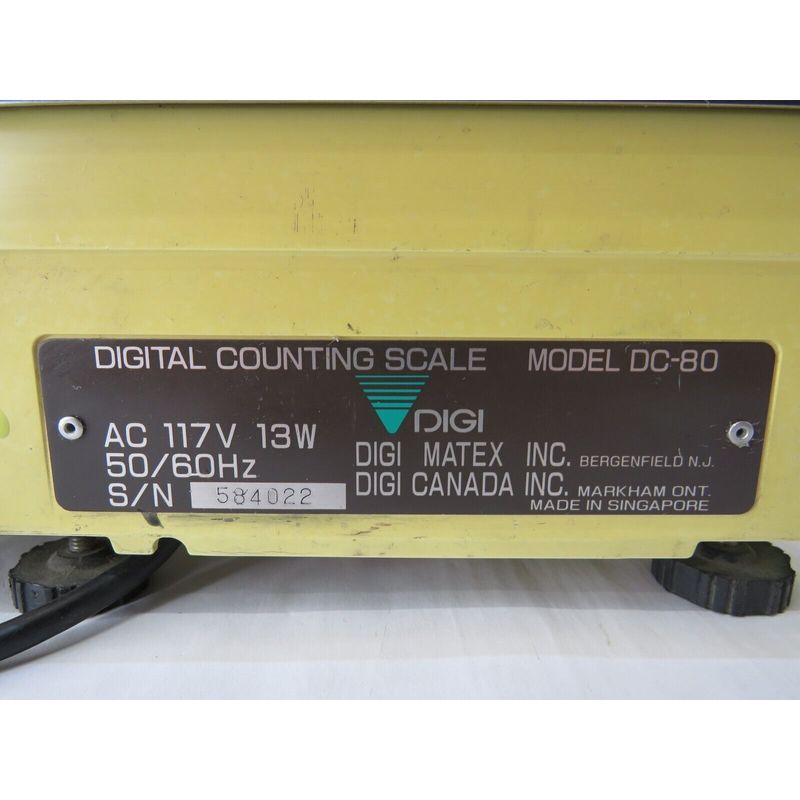 DIGITAL COUNTING SCALE MODEL DC-80
DIGI
AC 117V 13W
50/60Hz
S/N 584022
DIGI MATEX INC. BERGENFIELD N.J.
DIGI CANADA INC. MARKHAM ONT.
MADE IN SINGAPORE